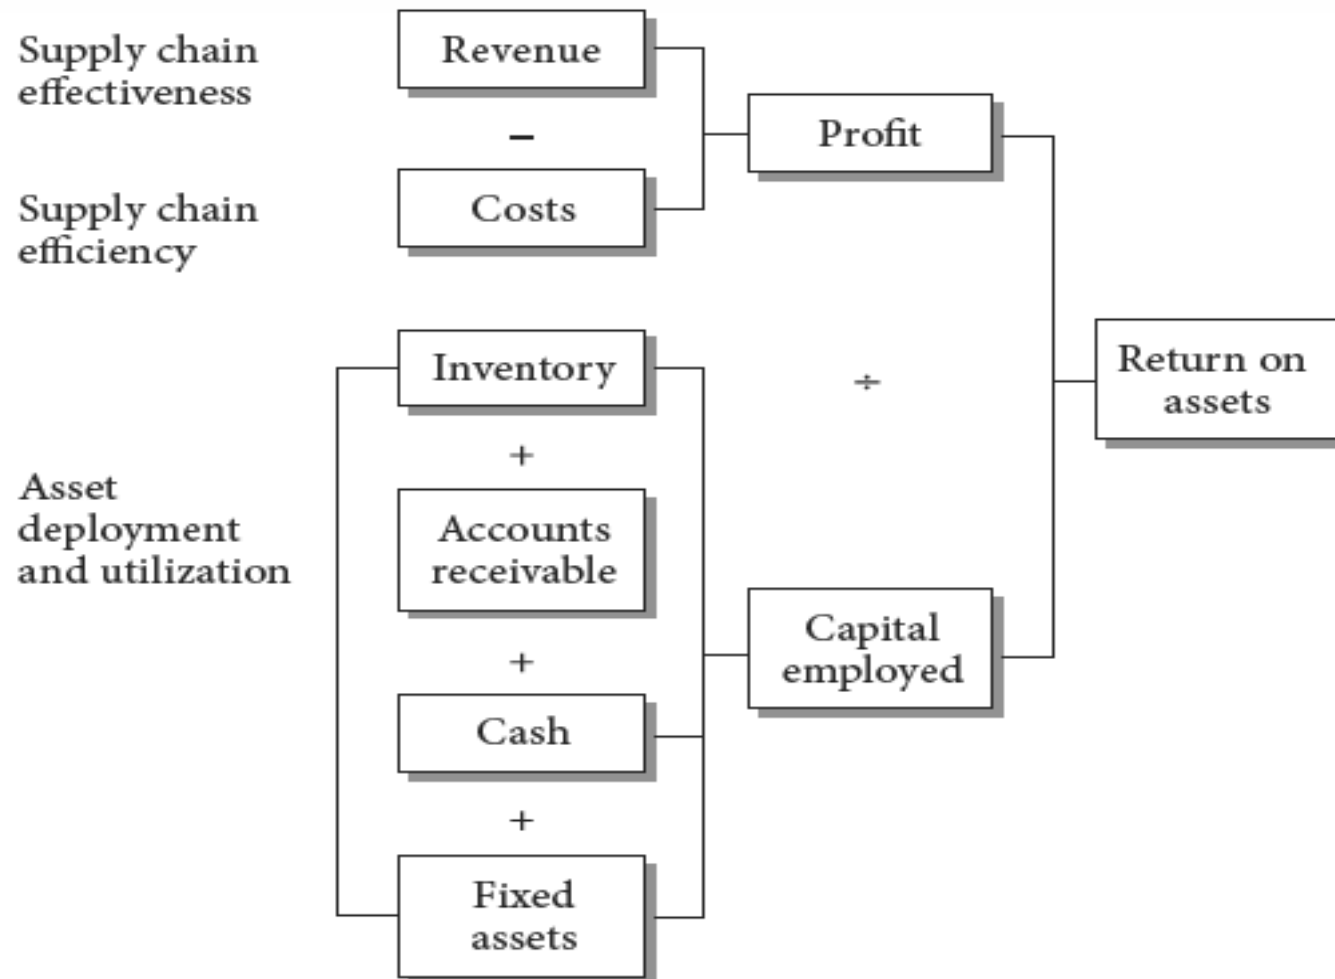 Supply chain
effectiveness
Revenue
–
Supply chain
efficiency
Costs
Profit
Inventory
+
Asset
deployment
and utilization
Accounts
receivable
+
Cash
+
Fixed
assets
Capital
employed
÷
Return on
assets